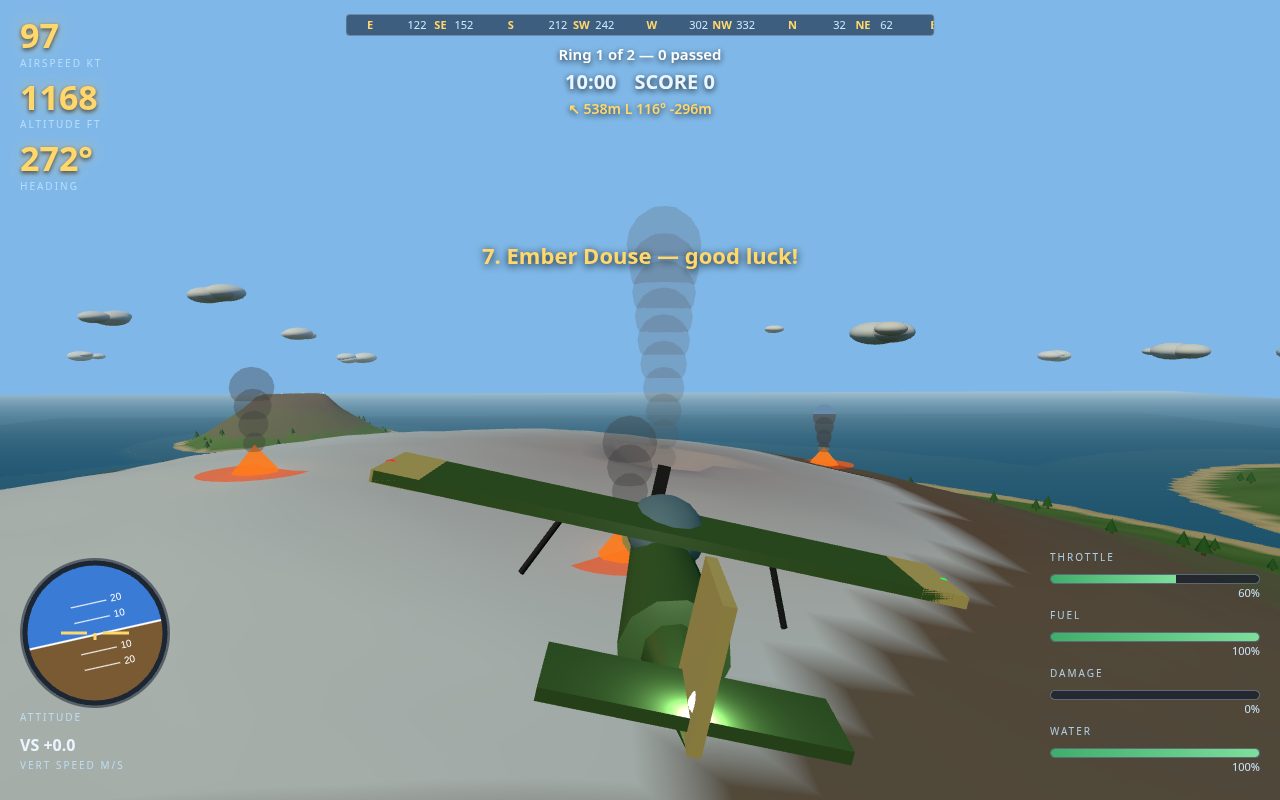 E 122 SE 152 S 212 SW 242 W 302 NW 332 N 32 NE 62
Ring 1 of 2 — 0 passed
10:00 SCORE 0
↖ 538m L 116° -296m
97
AIRSPEED KT
1168
ALTITUDE FT
272°
HEADING
7. Ember Douse — good luck!
20
10
10
20
ATTITUDE
VS +0.0
VERT SPEED M/S
THROTTLE
60%
FUEL
100%
DAMAGE
0%
WATER
100%